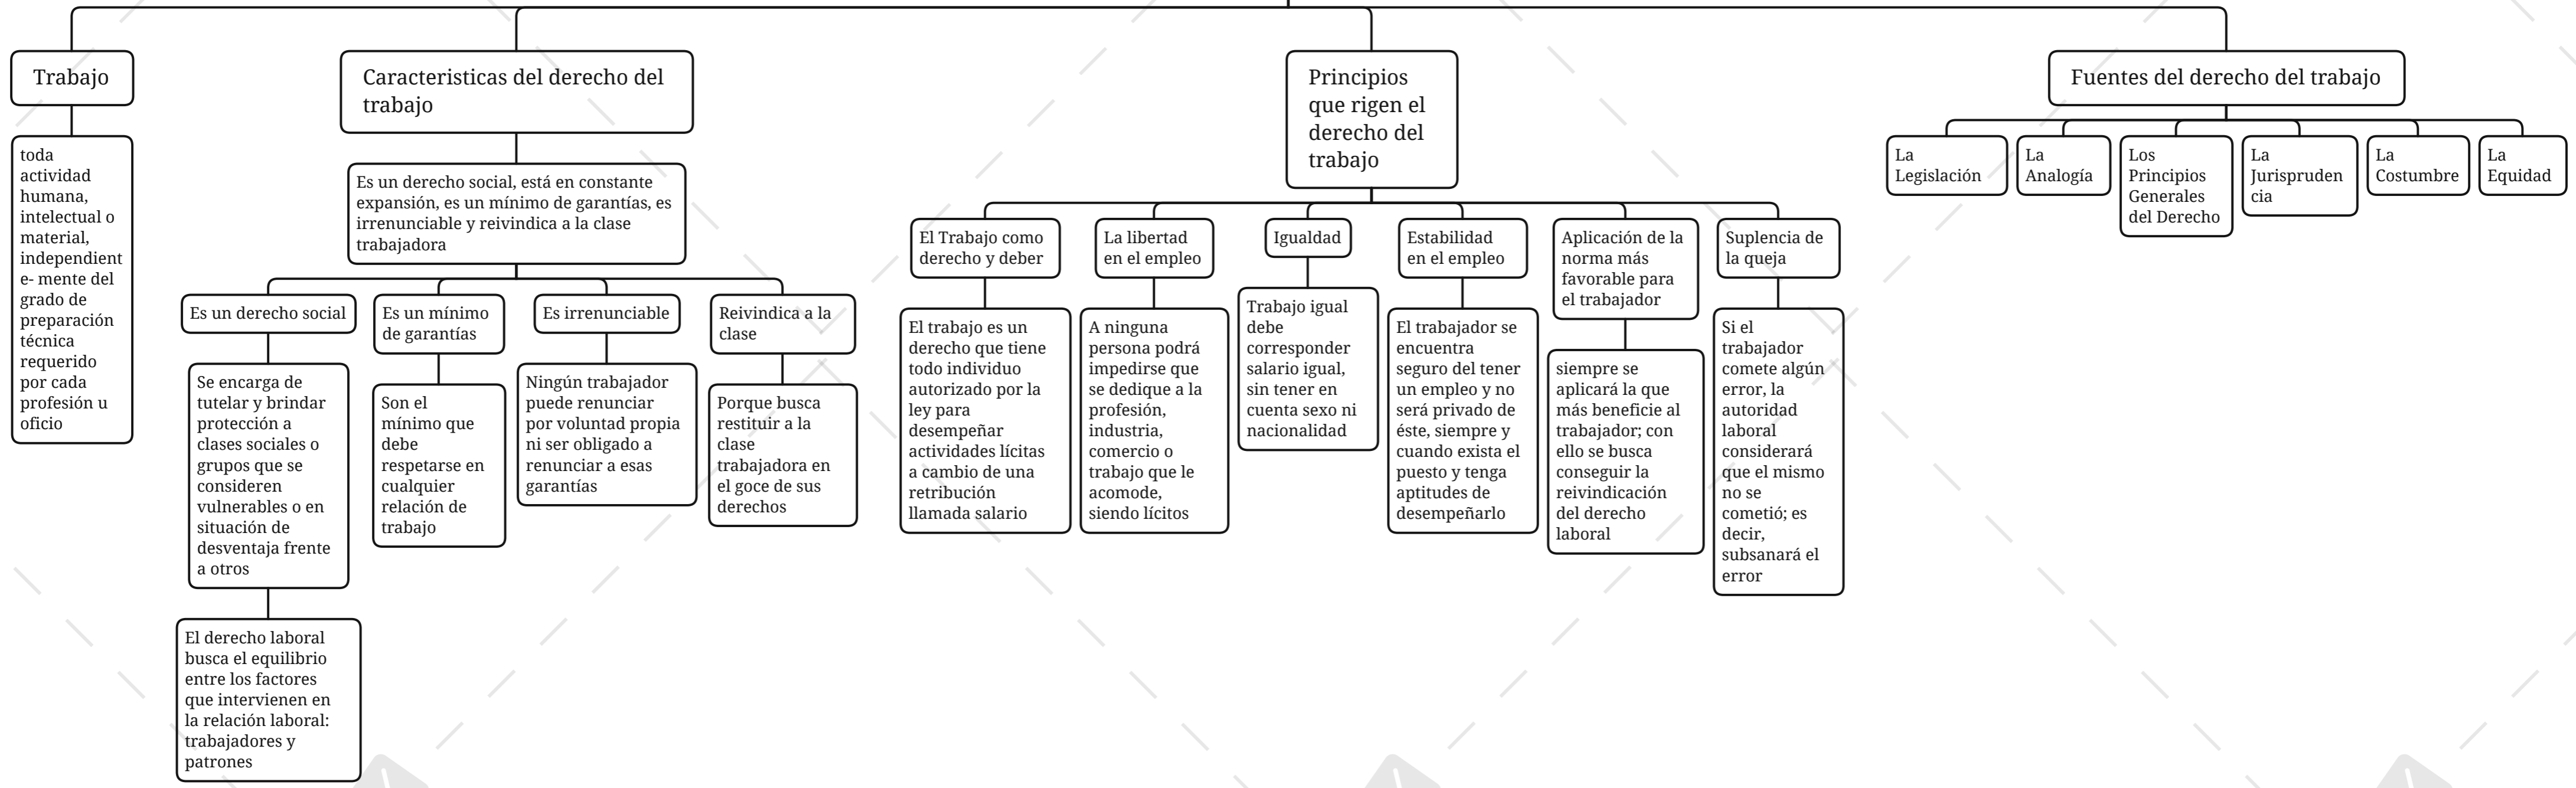 Trabajo
toda
actividad
humana,
intelectual o
material,
independient
e- mente del
grado de
preparación
técnica
requerido
por cada
profesión u
oficio
Caracteristicas del derecho del
trabajo
Es un derecho social, está en constante
expansión, es un mínimo de garantías, es
irrenunciable y reivindica a la clase
trabajadora
Es un derecho social
Se encarga de
tutelar y brindar
protección a
clases sociales o
grupos que se
consideren
vulnerables o en
situación de
desventaja frente
a otros
El derecho laboral
busca el equilibrio
entre los factores
que intervienen en
la relación laboral:
trabajadores y
patrones
Es un mínimo
de garantías
Son el
mínimo que
debe
respetarse en
cualquier
relación de
trabajo
Es irrenunciable
Ningún trabajador
puede renunciar
por voluntad propia
ni ser obligado a
renunciar a esas
garantías
Reivindica a la
clase
Porque busca
restituir a la
clase
trabajadora en
el goce de sus
derechos
Principios
que rigen el
derecho del
trabajo
El Trabajo como
derecho y deber
El trabajo es un
derecho que tiene
todo individuo
autorizado por la
ley para
desempeñar
actividades lícitas
a cambio de una
retribución
llamada salario
La libertad
en el empleo
A ninguna
persona podrá
impedirse que
se dedique a la
profesión,
industria,
comercio o
trabajo que le
acomode,
siendo lícitos
Igualdad
Trabajo igual
debe
corresponder
salario igual,
sin tener en
cuenta sexo ni
nacionalidad
Estabilidad
en el empleo
El trabajador se
encuentra
seguro del tener
un empleo y no
será privado de
éste, siempre y
cuando exista el
puesto y tenga
aptitudes de
desempeñarlo
Aplicación de la
norma más
favorable para
el trabajador
siempre se
aplicará la que
más beneficie al
trabajador; con
ello se busca
conseguir la
reivindicación
del derecho
laboral
Suplencia de
la queja
Si el
trabajador
comete algún
error, la
autoridad
laboral
considerará
que el mismo
no se
cometió; es
decir,
subsanará el
error
Fuentes del derecho del trabajo
La
Legislación
La
Analogía
Los
Principios
Generales
del Derecho
La
Jurispruden
cia
La
Costumbre
La
Equidad